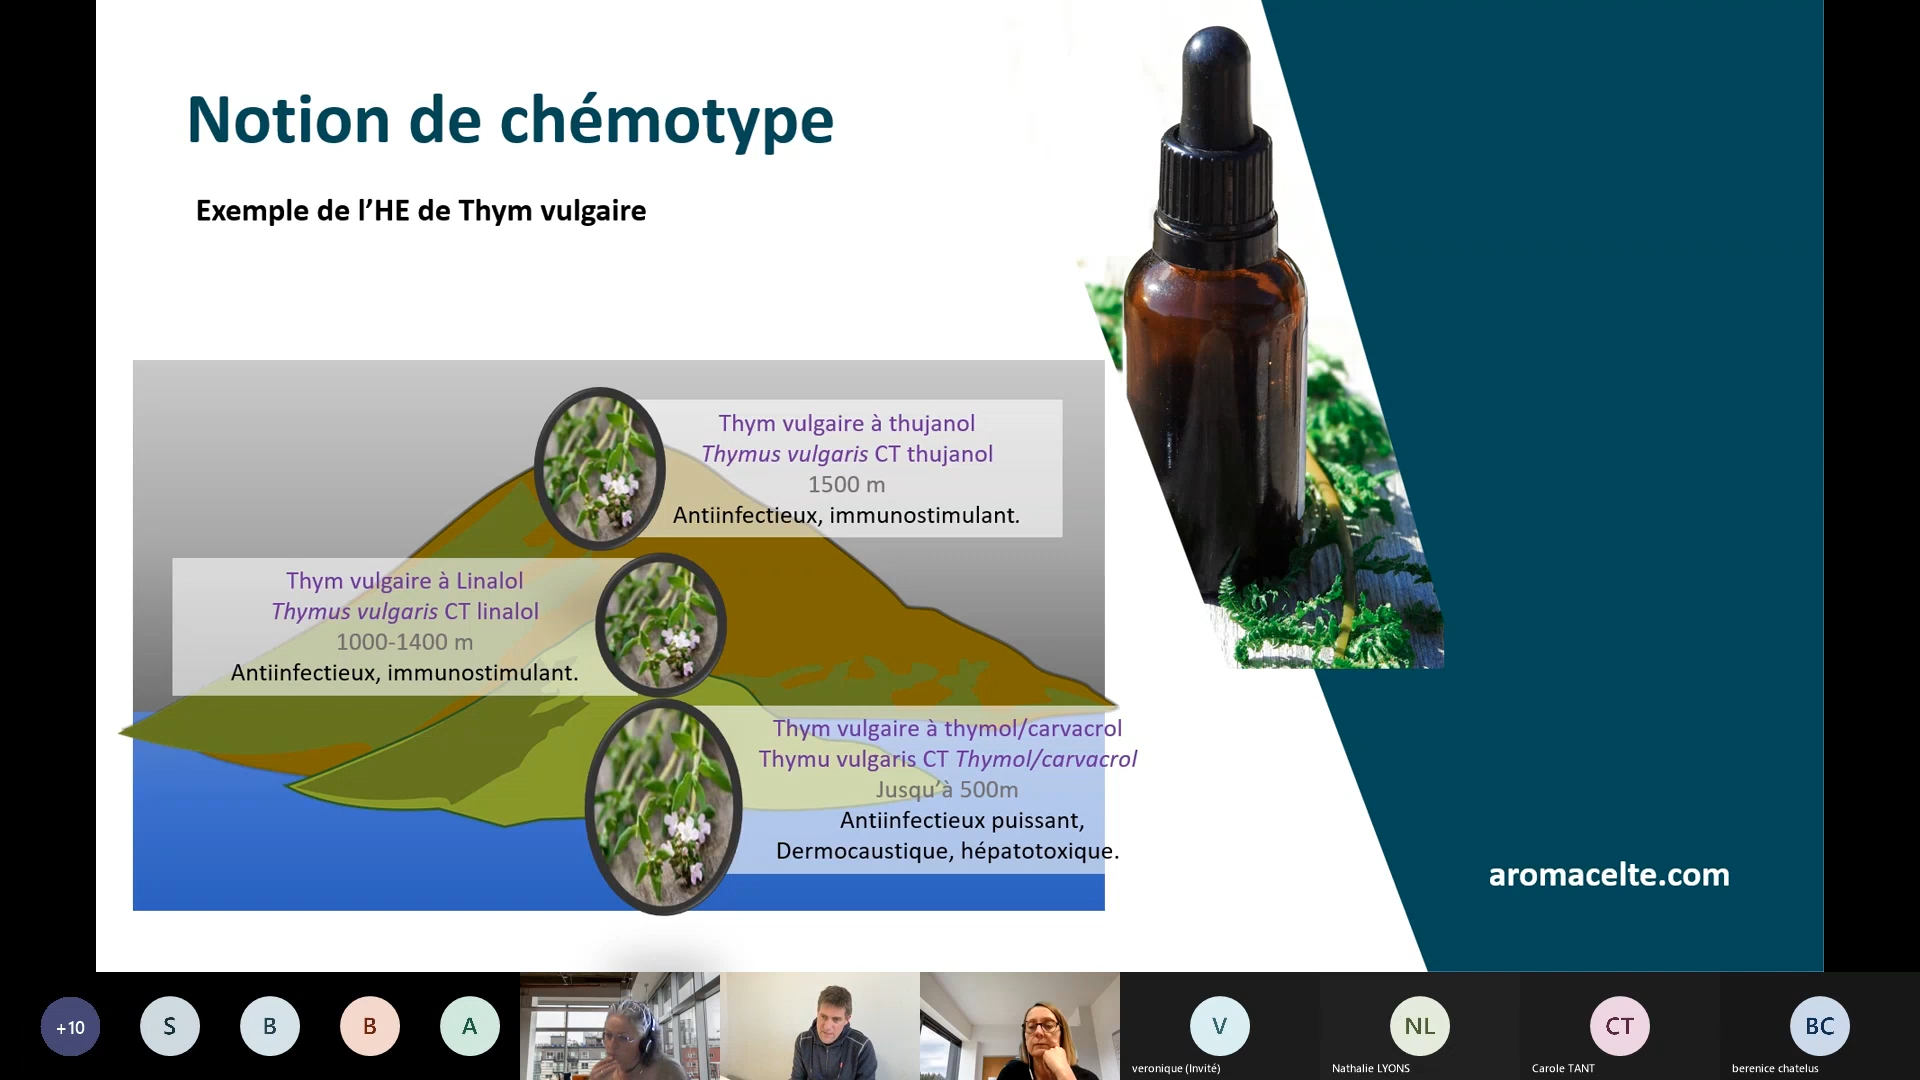 Notion de chémotype
Exemple de l’HE de Thym vulgaire
Thym vulgaire à thujanol
Thymus vulgaris CT thujanol
1500 m
Antiinfectieux, immunostimulant.
Thym vulgaire à Linalol
Thymus vulgaris CT linalol
1000-1400 m
Antiinfectieux, immunostimulant.
Thym vulgaire à thymol/carvacrol
Thymu vulgaris CT Thymol/carvacrol
Jusqu’à 500m
Antiinfectieux puissant,
Dermocaustique, hépatotoxique.
aromacelte.com
+10
S
B
B
A
V
NL
CT
BC
veronique (Invité)
Nathalie LYONS
Carole TANT
berenice chatelus